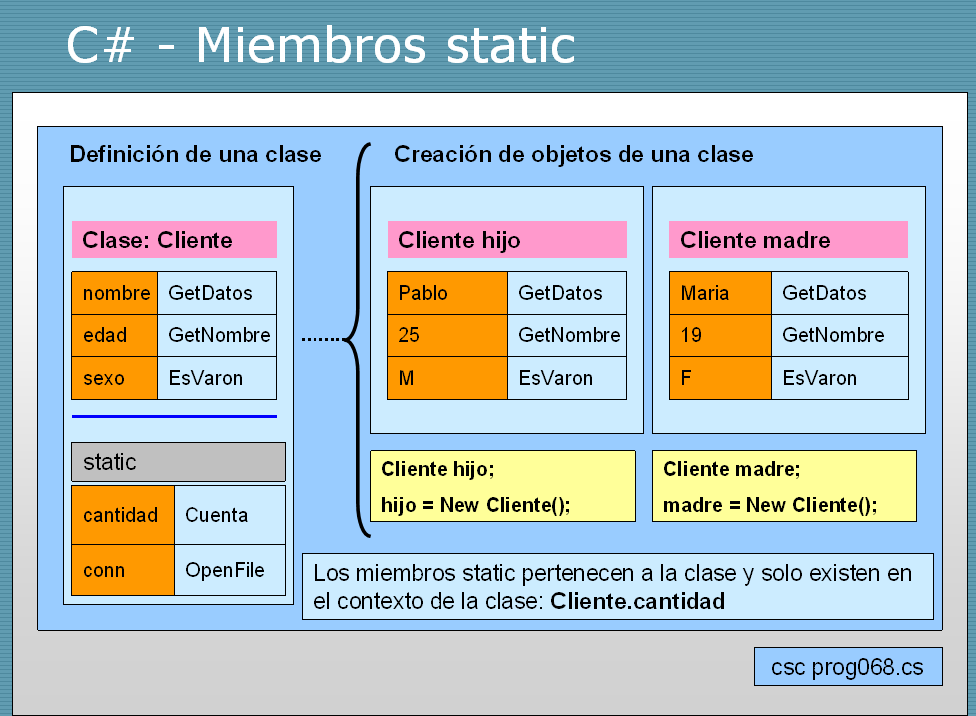 C# - Miembros static
Definición de una clase
Clase: Cliente
nombre GetDatos
edad GetNombre
sexo EsVaron
static
cantidad Cuenta
conn OpenFile
Creación de objetos de una clase
Cliente hijo
Pablo GetDatos
25 GetNombre
M EsVaron
Cliente hijo;
hijo = New Cliente();
Cliente madre
Maria GetDatos
19 GetNombre
F EsVaron
Cliente madre;
madre = New Cliente();
Los miembros static pertenecen a la clase y solo existen en
el contexto de la clase: Cliente.cantidad
csc prog068.cs